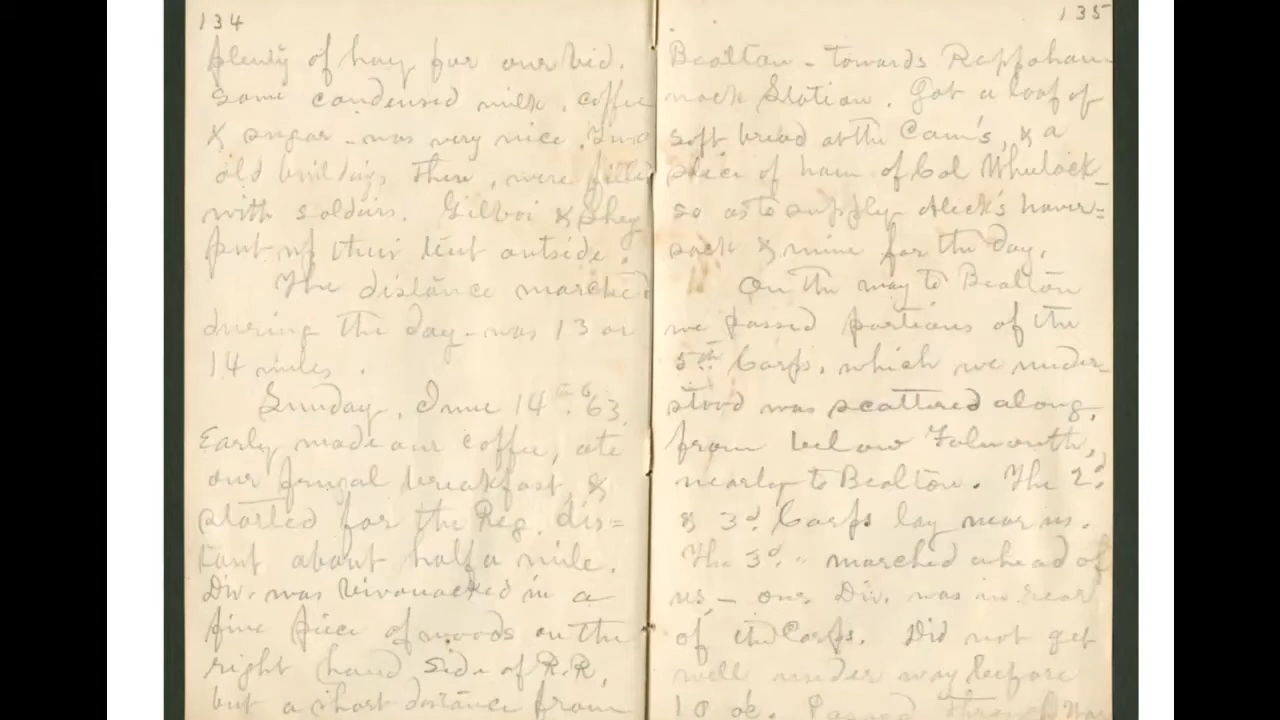 134
plenty of hay for our bed.
Some condensed milk, coffee
& sugar - was very nice. Two
old buildings there, were filled
with soldiers. Gilboi & Shey
put up their tent outside.
The distance marched
during the day - was 13 or
14 miles.
Sunday, June 14th. 63
Early made our coffee, ate
our frugal breakfast, &
started for the Reg. dis=
tant about half a mile.
Div. was bivouacked in a
fine piece of woods on the
right hand side of R.R,
but a short distance from
135
Bealton - towards Rappahan
nock Station. Got a loaf of
soft bread at the Com's, & a
slice of ham of Col Wheelock -
so as to supply Aleck's haver=
sack & mine for the day.
On the way to Bealton
we passed portions of the
5th Corps, which we under-
stood was scattered along,
from below Falmouth,
nearly to Bealton. The 2d
& 3d Corps lay near us.
The 3d. " marched ahead of
us - our Div. was in rear
of the Corps. Did not get
well under way before
10 oc. Passed through War